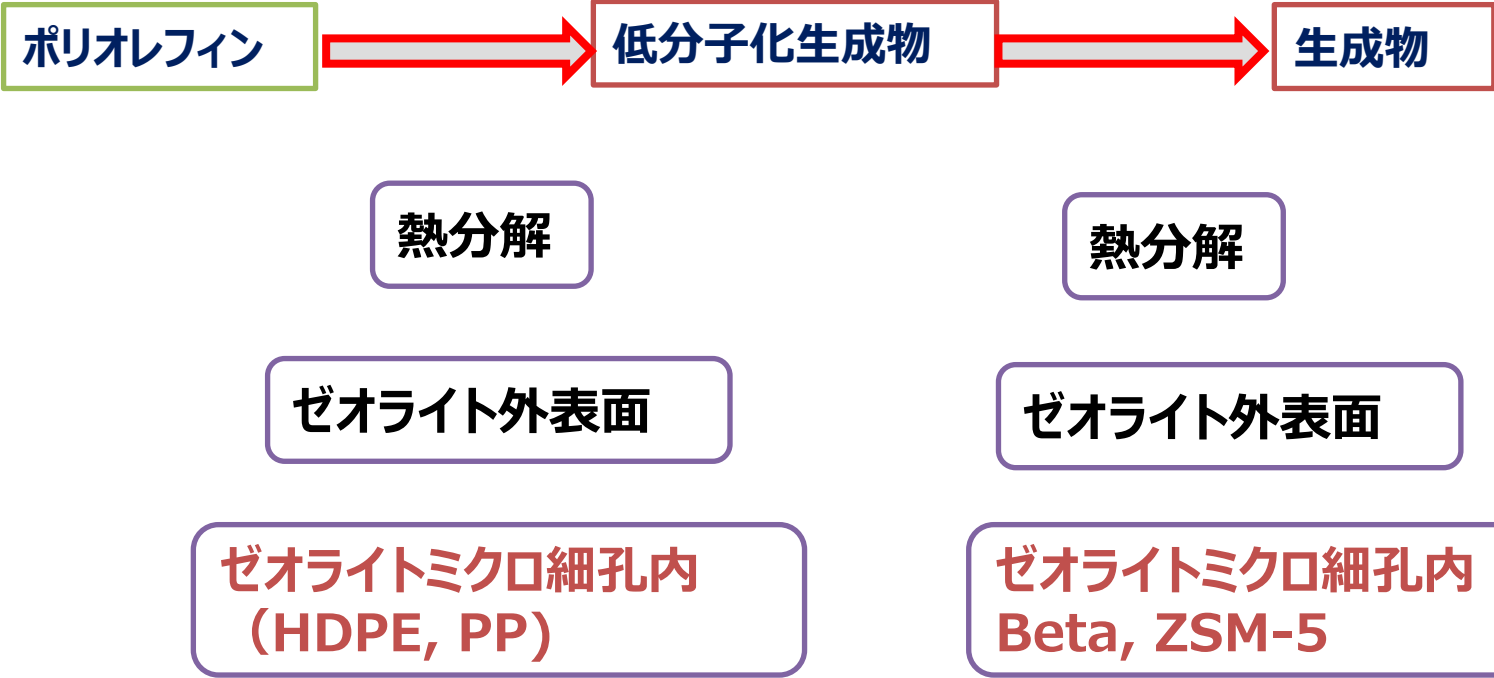 ポリオレフィン
低分子化生成物
生成物
熱分解
熱分解
ゼオライト外表面
ゼオライト外表面
ゼオライトミクロ細孔内
（HDPE, PP)
ゼオライトミクロ細孔内
Beta, ZSM-5